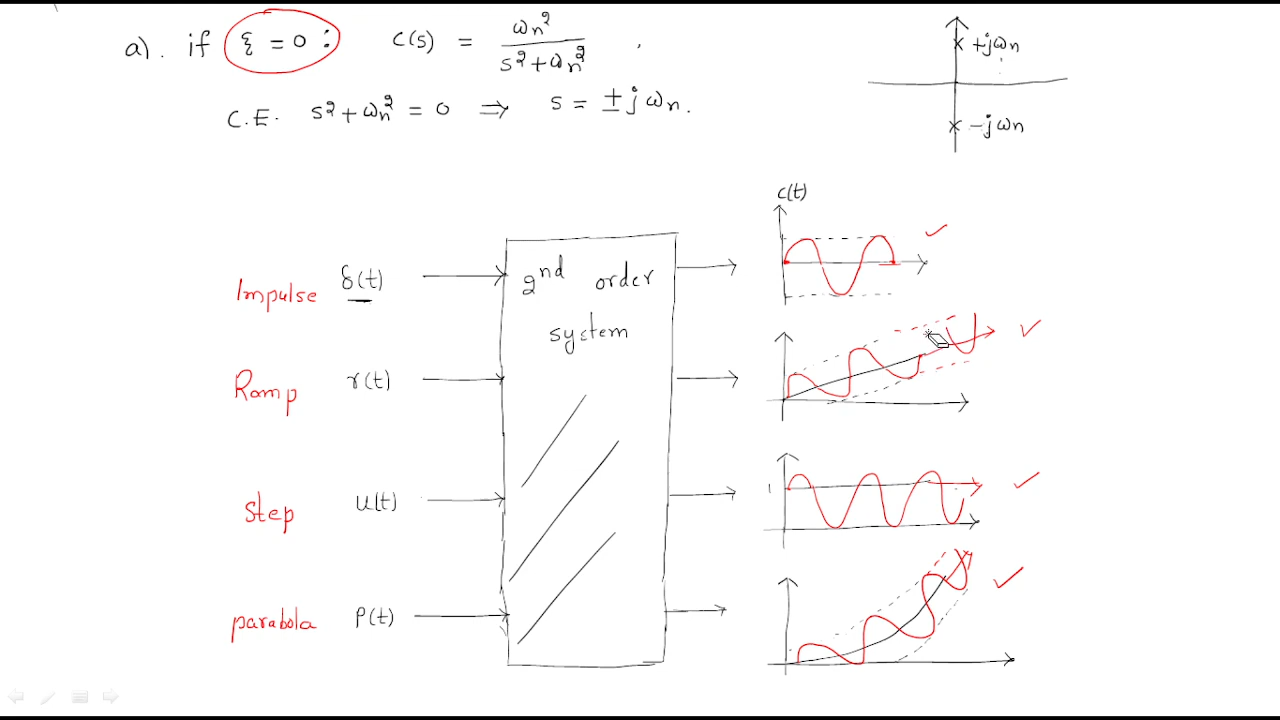 a). if ξ = 0 : c(s) = ωn² / s² + ωn² ,
C.E. s² + ωn² = 0 ⇒ s = ± j ωn.
+jωn
-jωn
c(t)
Impulse δ(t)
2nd order
system
Ramp r(t)
Step u(t)
1
parabola P(t)